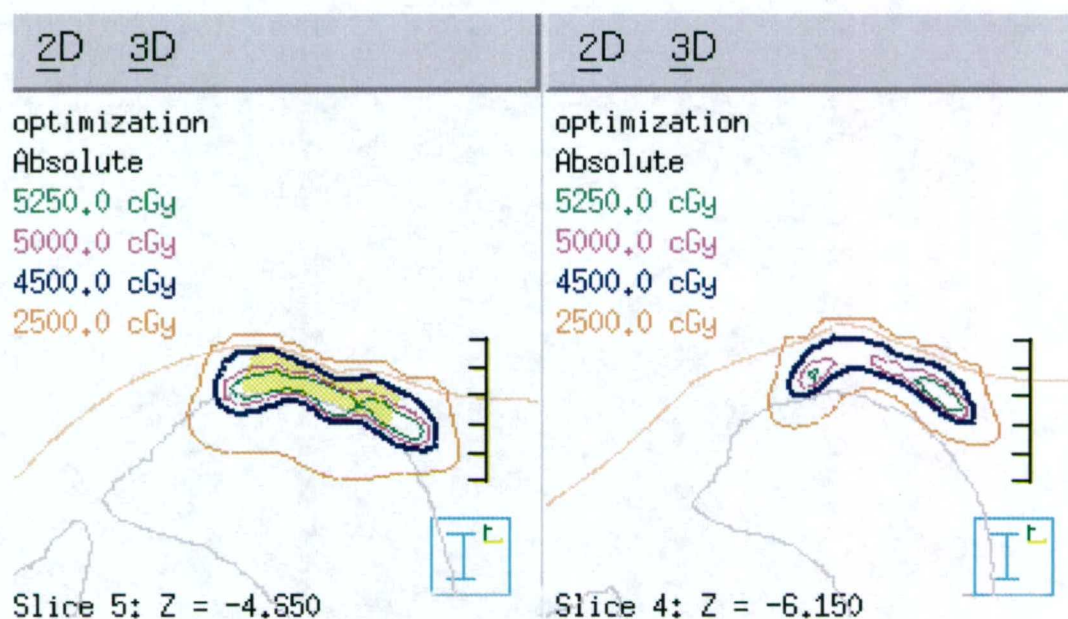 2D 3D
optimization
Absolute
5250.0 cGy
5000.0 cGy
4500.0 cGy
2500.0 cGy
Slice 5: Z = -4.850
2D 3D
optimization
Absolute
5250.0 cGy
5000.0 cGy
4500.0 cGy
2500.0 cGy
Slice 4: Z = -6.150